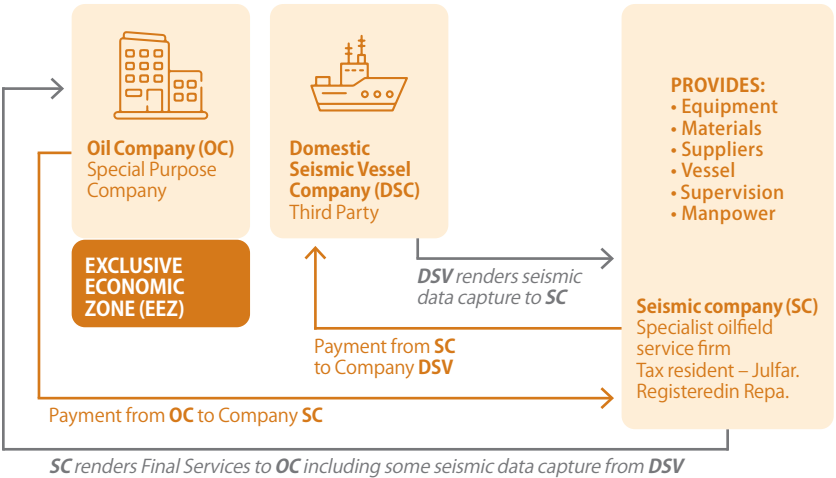 Oil Company (OC)
Special Purpose
Company
EXCLUSIVE
ECONOMIC
ZONE (EEZ)
Domestic
Seismic Vessel
Company (DSC)
Third Party
PROVIDES:
• Equipment
• Materials
• Suppliers
• Vessel
• Supervision
• Manpower
DSV renders seismic
data capture to SC
Seismic company (SC)
Specialist oilfield
service firm
Tax resident – Julfar.
Registeredin Repa.
Payment from SC
to Company DSV
Payment from OC to Company SC
SC renders Final Services to OC including some seismic data capture from DSV